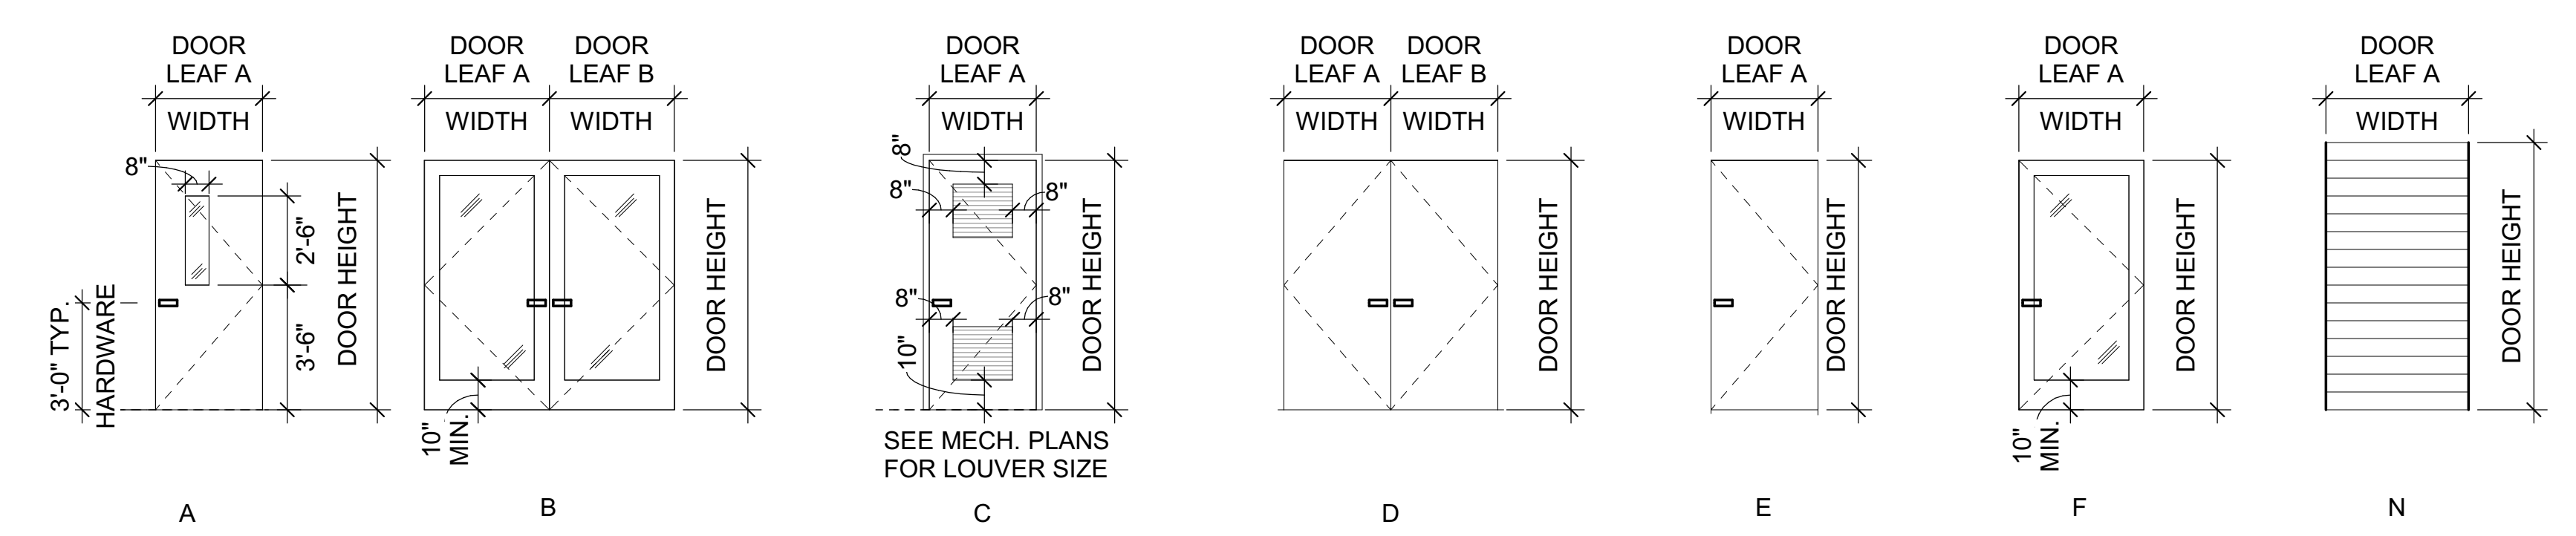 DOOR
LEAF A
WIDTH
8"
2'-6"
3'-6"
DOOR HEIGHT
3'-0" TYP.
HARDWARE
A
DOOR
LEAF A
DOOR
LEAF B
WIDTH
WIDTH
DOOR HEIGHT
10"
MIN.
B
DOOR
LEAF A
WIDTH
8"
8"
8"
8"
8"
10"
DOOR HEIGHT
SEE MECH. PLANS
FOR LOUVER SIZE
C
DOOR
LEAF A
DOOR
LEAF B
WIDTH
WIDTH
DOOR HEIGHT
D
DOOR
LEAF A
WIDTH
DOOR HEIGHT
E
DOOR
LEAF A
WIDTH
DOOR HEIGHT
10"
MIN.
F
DOOR
LEAF A
WIDTH
DOOR HEIGHT
N